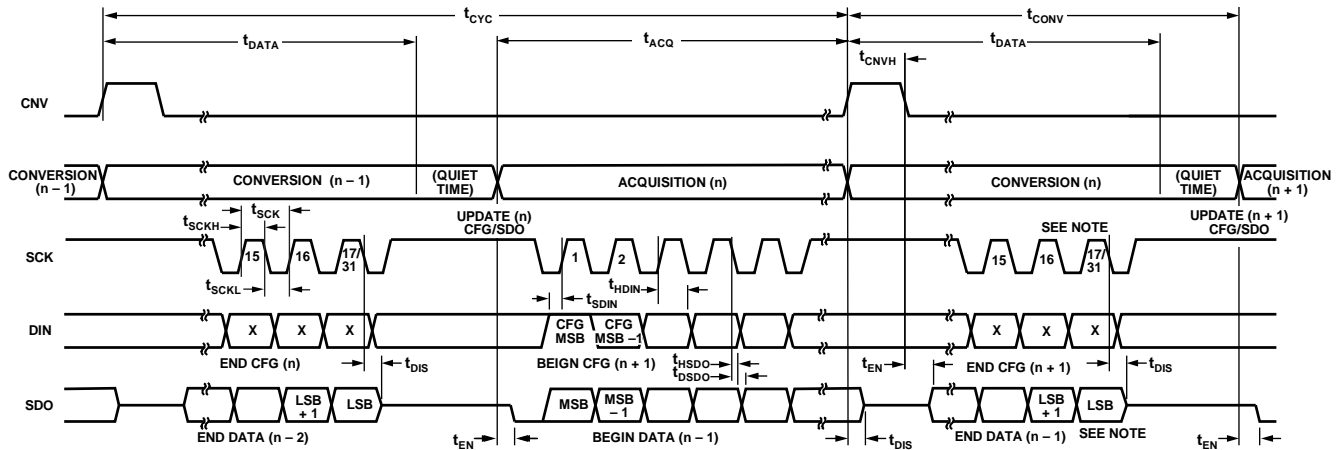 tCYC tCONV
tDATA tACQ tDATA
tCNVH
CNV
CONVERSION (n – 1) CONVERSION (n – 1) (QUIET TIME) ACQUISITION (n) CONVERSION (n) (QUIET TIME) ACQUISITION (n + 1)
tSCK
tSCKH
UPDATE (n) CFG/SDO
SEE NOTE
UPDATE (n + 1) CFG/SDO
SCK 15 16 17/31 1 2 15 16 17/31
tSCKL
tHDIN
tSDIN
DIN X X X CFG MSB CFG MSB –1 X X X
END CFG (n) tDIS BEIGN CFG (n + 1) tHSDO tEN END CFG (n + 1) tDIS
tDSDO
SDO LSB + 1 LSB MSB MSB –1 LSB + 1 LSB
END DATA (n – 2) tEN BEGIN DATA (n – 1) tDIS END DATA (n – 1) SEE NOTE tEN